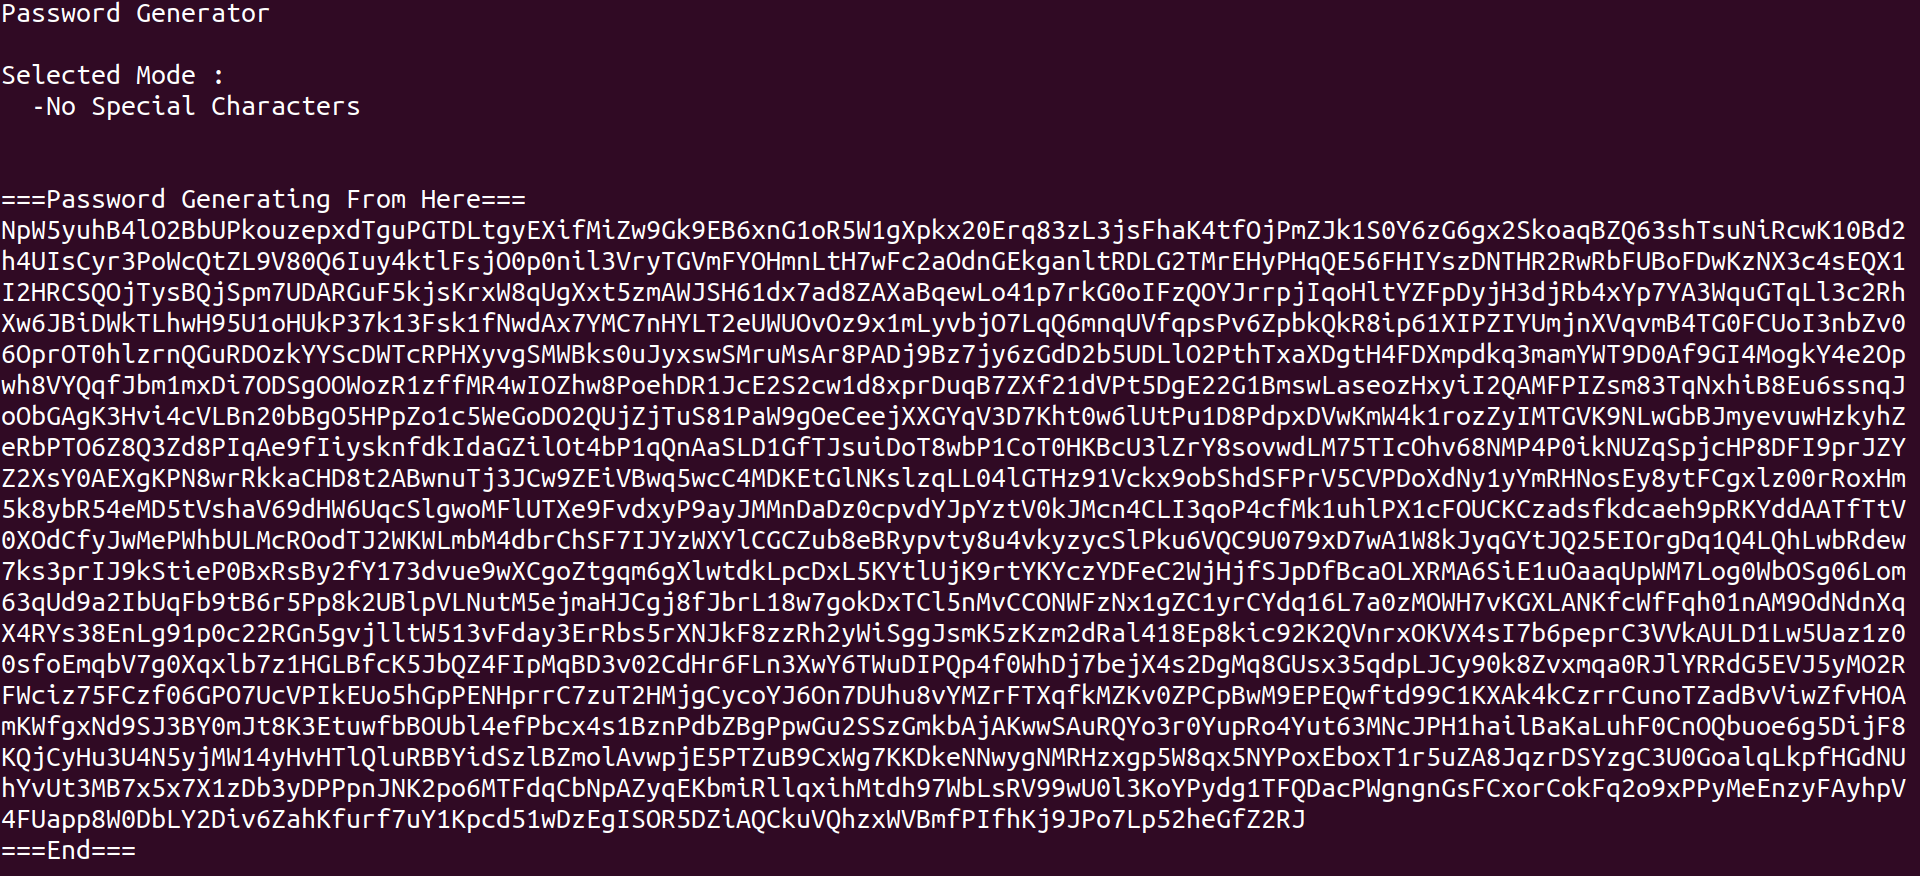 Password Generator
Selected Mode :
-No Special Characters
===Password Generating From Here===
NpW5yuhB4lO2BbUPkouzepxdTguPGTDLtgyEXifMiZw9Gk9EB6xnG1oR5W1gXpkx20Erq83zL3jsFhaK4tfOjPmZJk1S0Y6zG6gx2SkoaqBZQ63shTsuNiRcwK10Bd2
h4UIsCyr3PoWcQtZL9V80Q6Iuy4ktlFsjO0p0nil3VryTGVmFYOHmnLtH7wFc2aOdnGEkganltRDLG2TMrEHyPHqQE56FHIYszDNTHR2RwRbFUBoFDwKzNX3c4sEQX1
I2HRCSQOjTysBQjSpm7UDARGuF5kjsKrxW8qUgXxt5zmAWJSH61dx7ad8ZAXaBqewLo41p7rkG0oIFzQOYJrrpjIqoHltYZFpDyjH3djRb4xYp7YA3WquGTqLl3c2Rh
Xw6JBiDWkTLhwH95U1oHUkP37k13Fsk1fNwdAx7YMC7nHYLT2eUWUOvOz9x1mLyvbjO7LqQ6mnqUVfqpsPv6ZpbkQkR8ip61XIPZIYUmjnXVqvmB4TG0FCUoI3nbZv0
6OprOT0hlzrnQGuRDOzkYYScDWTcRPHXyvgSMWBks0uJyxswSMruMsAr8PADj9Bz7jy6zGdD2b5UDLlO2PthTxaXDgtH4FDXmpdkq3mamYWT9D0Af9GI4MogkY4e2Op
wh8VYQqfJbm1mxDi7ODSgOOWozR1zffMR4wIOZhw8PoehDR1JcE2S2cw1d8xprDuqB7ZXf21dVPt5DgE22G1BmswLaseozHxyiI2QAMFPIZsm83TqNxhiB8Eu6ssnqJ
oObGAgK3Hvi4cVLBn20bBgO5HPpZo1c5WeGoDO2QUjZjTuS81PaW9gOeCeejXXGYqV3D7Kht0w6lUtPu1D8PdpxDVwKmW4k1rozZyIMTGVK9NLwGbBJmyevuwHzkyhZ
eRbPTO6Z8Q3Zd8PIqAe9fIiysknfdkIdaGZilOt4bP1qQnAaSLD1GfTJsuiDoT8wbP1CoT0HKBcU3lZrY8sovwdLM75TIcOhv68NMP4P0ikNUZqSpjcHP8DFI9prJZY
Z2XsY0AEXgKPN8wrRkkaCHD8t2ABwnuTj3JCw9ZEiVBwq5wcC4MDKEtGlNKslzqLL04lGTHz91Vckx9obShdSFPrV5CVPDoXdNy1yYmRHNosEy8ytFCgxlz00rRoxHm
5k8ybR54eMD5tVshaV69dHW6UqcSlgwoMFlUTXe9FvdxyP9ayJMMnDaDz0cpvdYJpYztV0kJMcn4CLI3qoP4cfMk1uhlPX1cFOUCKCzadsfkdcaeh9pRKYddAATfTtV
0XOdCfyJwMePWhbULMcROodTJ2WKWLmbM4dbrChSF7IJYzWXYlCGCZub8eBRypvty8u4vkyzycSlPku6VQC9U079xD7wA1W8kJyqGYtJQ25EIOrgDq1Q4LQhLwbRdew
7ks3prIJ9kStieP0BxRsBy2fY173dvue9wXCgoZtgqm6gXlwtdkLpcDxL5KYtlUjK9rtYKYczYDFeC2WjHjfSJpDfBcaOLXRMA6SiE1uOaaqUpWM7Log0WbOSg06Lom
63qUd9a2IbUqFb9tB6r5Pp8k2UBlpVLNutM5ejmaHJCgj8fJbrL18w7gokDxTCl5nMvCCONWFzNx1gZC1yrCYdq16L7a0zMOWH7vKGXLANKfcWfFqh01nAM9OdNdnXq
X4RYs38EnLg91p0c22RGn5gvjlltW513vFday3ErRbs5rXNJkF8zzRh2yWiSggJsmK5zKzm2dRal418Ep8kic92K2QVnrxOKVX4sI7b6peprC3VVkAULD1Lw5Uaz1z0
0sfoEmqbV7g0Xqxlb7z1HGLBfcK5JbQZ4FIpMqBD3v02CdHr6FLn3XwY6TWuDIPQp4f0WhDj7bejX4s2DgMq8GUsx35qdpLJCy90k8Zvxmqa0RJlYRRdG5EVJ5yMO2R
FWciz75FCzf06GPO7UcVPIkEUo5hGpPENHprrC7zuT2HMjgCycoYJ6On7DUhu8vYMZrFTXqfkMZKv0ZPCpBwM9EPEQwftd99C1KXAk4kCzrrCunoTZadBvViwZfvHOA
mKWfgxNd9SJ3BY0mJt8K3EtuwfbBOUbl4efPbcx4s1BznPdbZBgPpwGu2SSzGmkbAjAKwwSAuRQYo3r0YupRo4Yut63MNcJPH1hailBaKaLuhF0CnOQbuoe6g5DijF8
KQjCyHu3U4N5yjMW14yHvHTlQluRBBYidSzlBZmolAvwpjE5PTZuB9CxWg7KKDkeNNwygNMRHzxgp5W8qx5NYPoxEboxT1r5uZA8JqzrDSYzgC3U0GoalqLkpfHGdNU
hYvUt3MB7x5x7X1zDb3yDPPpnJNK2po6MTFdqCbNpAZyqEKbmiRllqxihMtdh97WbLsRV99wU0l3KoYPydg1TFQDacPWgngnGsFCxorCokFq2o9xPPyMeEnzyFAyhpV
4FUapp8W0DbLY2Div6ZahKfurf7uY1Kpcd51wDzEgISOR5DZiAQCkuVQhzxWVBmfPIfhKj9JPo7Lp52heGfZ2RJ
===End===